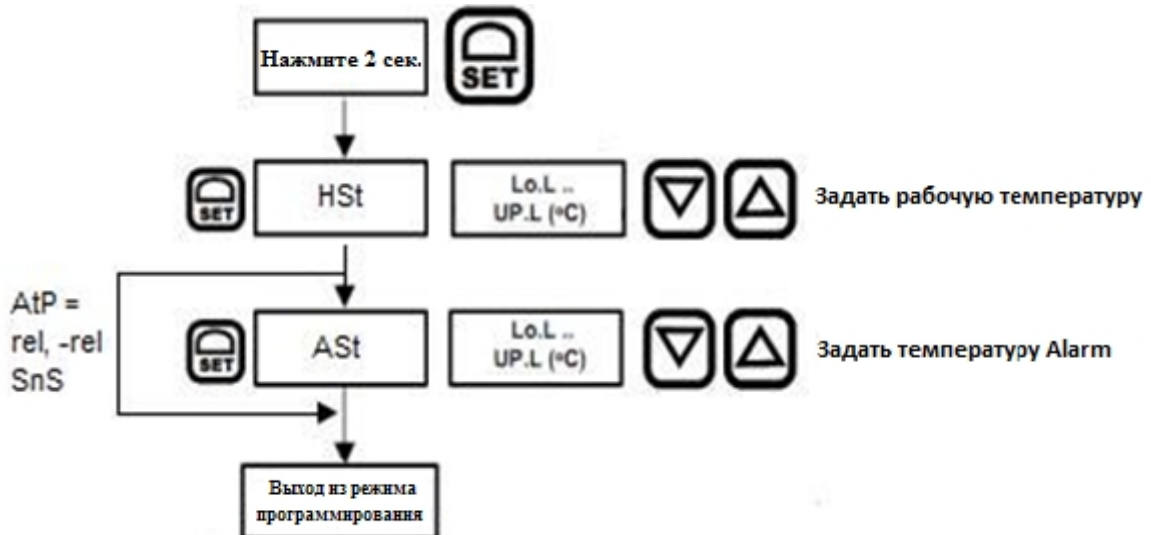 Нажмите 2 сек.
SET
SET
HSt
Lo.L ..
UP.L (°C)
Задать рабочую температуру
AtP =
rel, -rel
SnS
SET
ASt
Lo.L ..
UP.L (°C)
Задать температуру Alarm
Выход из режима
программирования